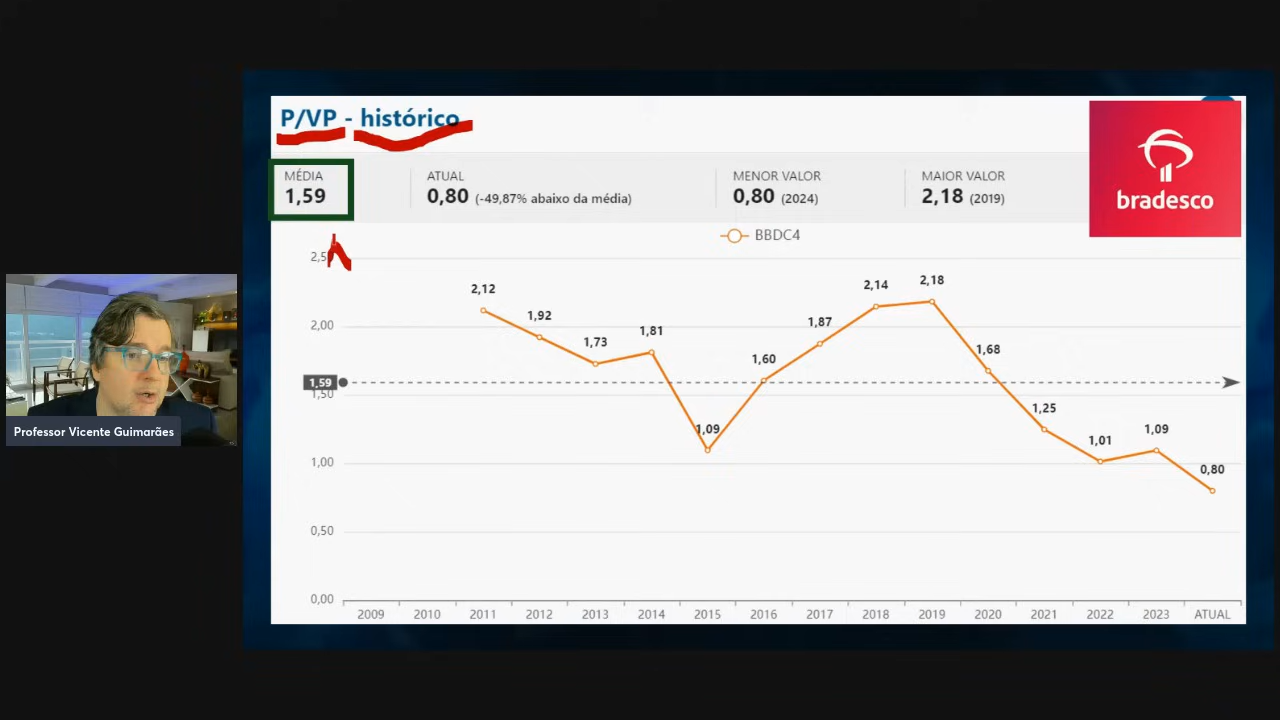 P/VP - histórico
MÉDIA
1,59
ATUAL
0,80 (-49,87% abaixo da média)
MENOR VALOR
0,80 (2024)
MAIOR VALOR
2,18 (2019)
bradesco
BBDC4
2,5
2,12
1,92
1,73
1,81
1,09
1,60
1,87
2,14
2,18
1,68
1,25
1,01
1,09
0,80
2,00
1,59
1,50
1,00
0,50
0,00
2009 2010 2011 2012 2013 2014 2015 2016 2017 2018 2019 2020 2021 2022 2023 ATUAL
Professor Vicente Guimarães